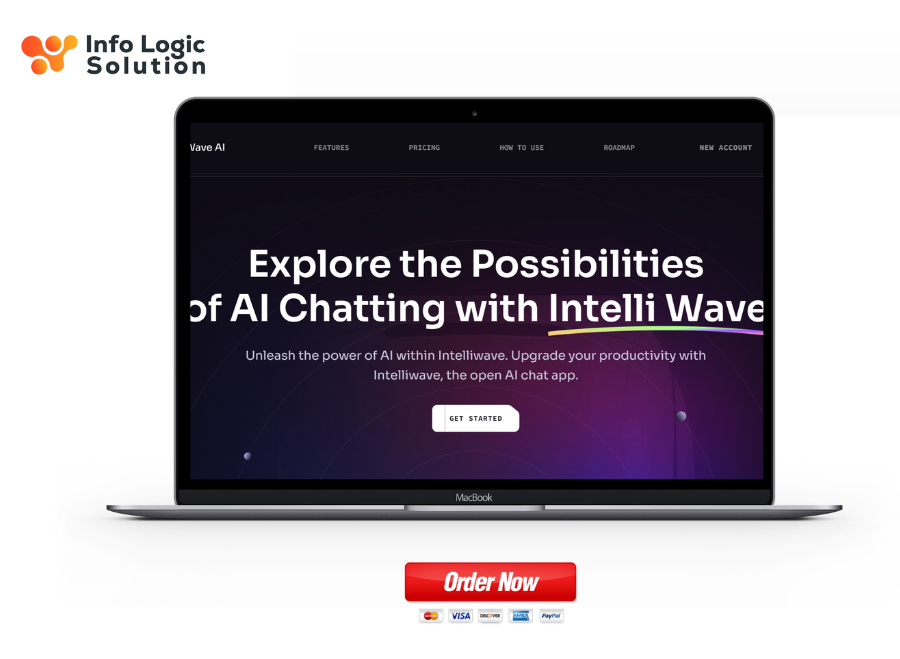 Info Logic
Solution
Wave AI
FEATURES
PRICING
HOW TO USE
ROADMAP
NEW ACCOUNT
Explore the Possibilities
of AI Chatting with Intelli Wave
Unleash the power of AI within Intelliwave. Upgrade your productivity with
Intelliwave, the open AI chat app.
GET STARTED
MacBook
Order Now
VISA
DISCOVER
PayPal